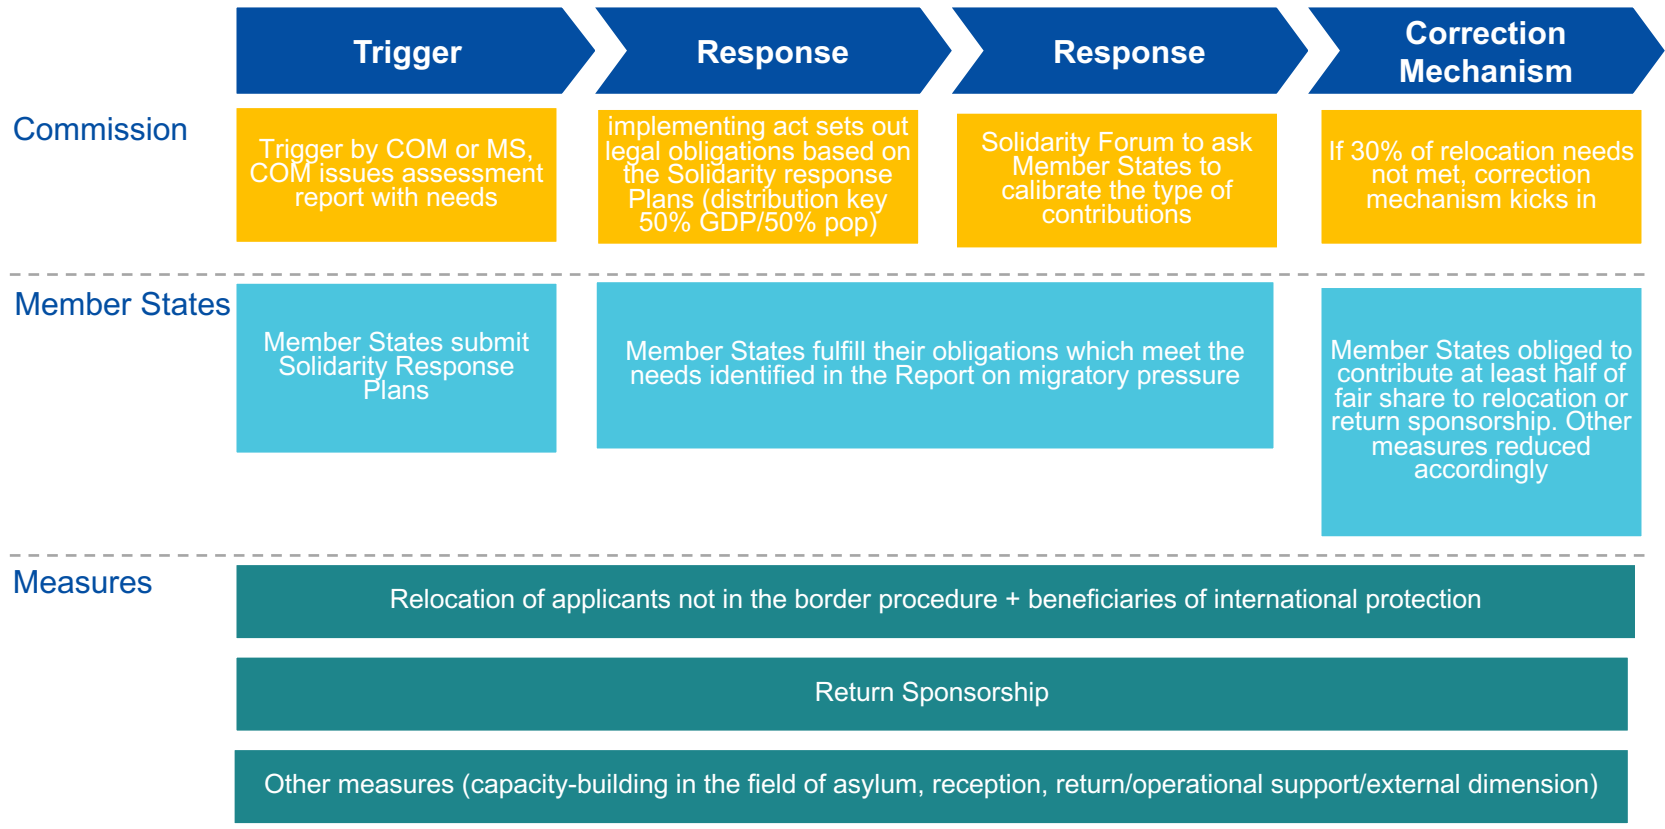 Trigger
Response
Response
Correction
Mechanism
Commission
Trigger by COM or MS,
COM issues assessment
report with needs
implementing act sets out
legal obligations based on
the Solidarity response
Plans (distribution key
50% GDP/50% pop)
Solidarity Forum to ask
Member States to
calibrate the type of
contributions
If 30% of relocation needs
not met, correction
mechanism kicks in
Member States
Member States submit
Solidarity Response
Plans
Member States fulfill their obligations which meet the
needs identified in the Report on migratory pressure
Member States obliged to
contribute at least half of
fair share to relocation or
return sponsorship. Other
measures reduced
accordingly
Measures
Relocation of applicants not in the border procedure + beneficiaries of international protection
Return Sponsorship
Other measures (capacity-building in the field of asylum, reception, return/operational support/external dimension)